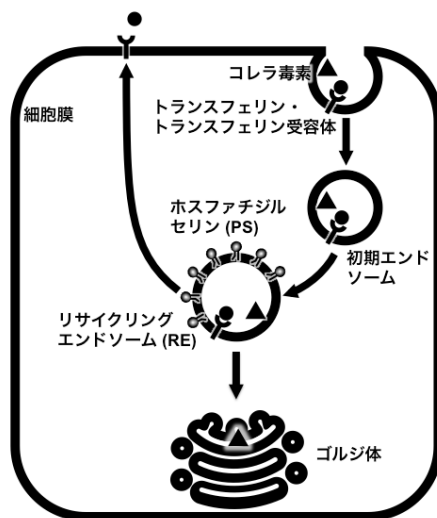 コレラ毒素
細胞膜
トランスフェリン・
トランスフェリン受容体
ホスファチジル
セリン (PS)
初期エンド
ソーム
リサイクリング
エンドソーム (RE)
ゴルジ体